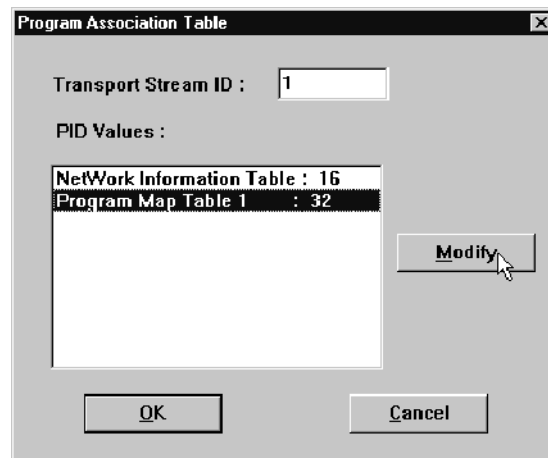 Program Association Table
Transport Stream ID : 1
PID Values :
NetWork Information Table : 16
Program Map Table 1 : 32
Modify
OK
Cancel